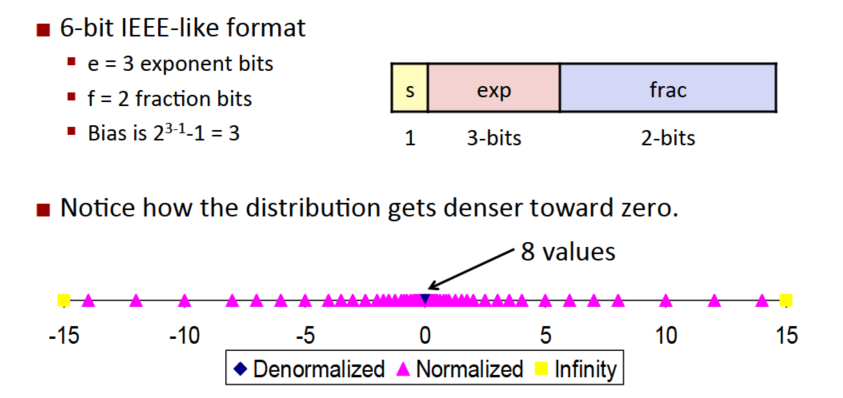 6-bit IEEE-like format
e = 3 exponent bits
f = 2 fraction bits
Bias is 2³⁻¹-1 = 3
s exp frac
1 3-bits 2-bits
Notice how the distribution gets denser toward zero.
8 values
-15 -10 -5 0 5 10 15
Denormalized Normalized Infinity